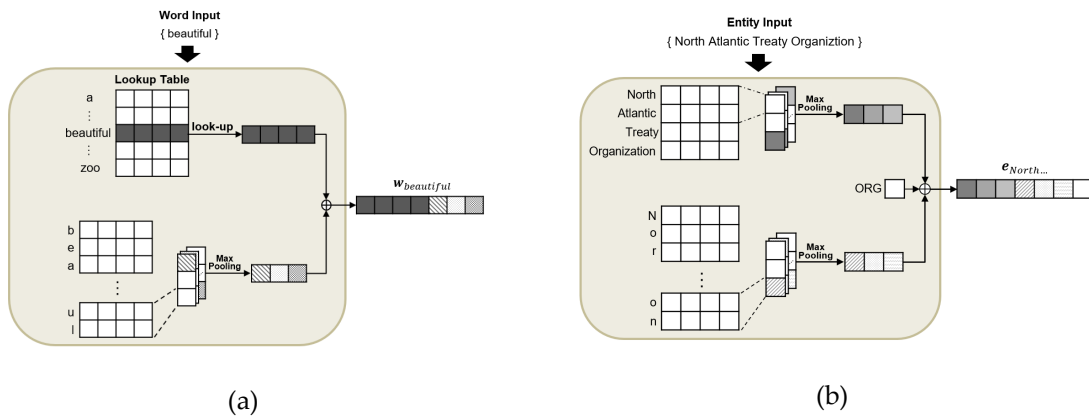 Word Input
{ beautiful }
Lookup Table
a
⋮
beautiful
look-up
⋮
zoo
w_beautiful
b
e
a
Max
Pooling
⋮
u
l
(a)
Entity Input
{ North Atlantic Treaty Organiztion }
North
Atlantic
Treaty
Organization
Max
Pooling
ORG
e_North...
N
o
r
Max
Pooling
⋮
o
n
(b)